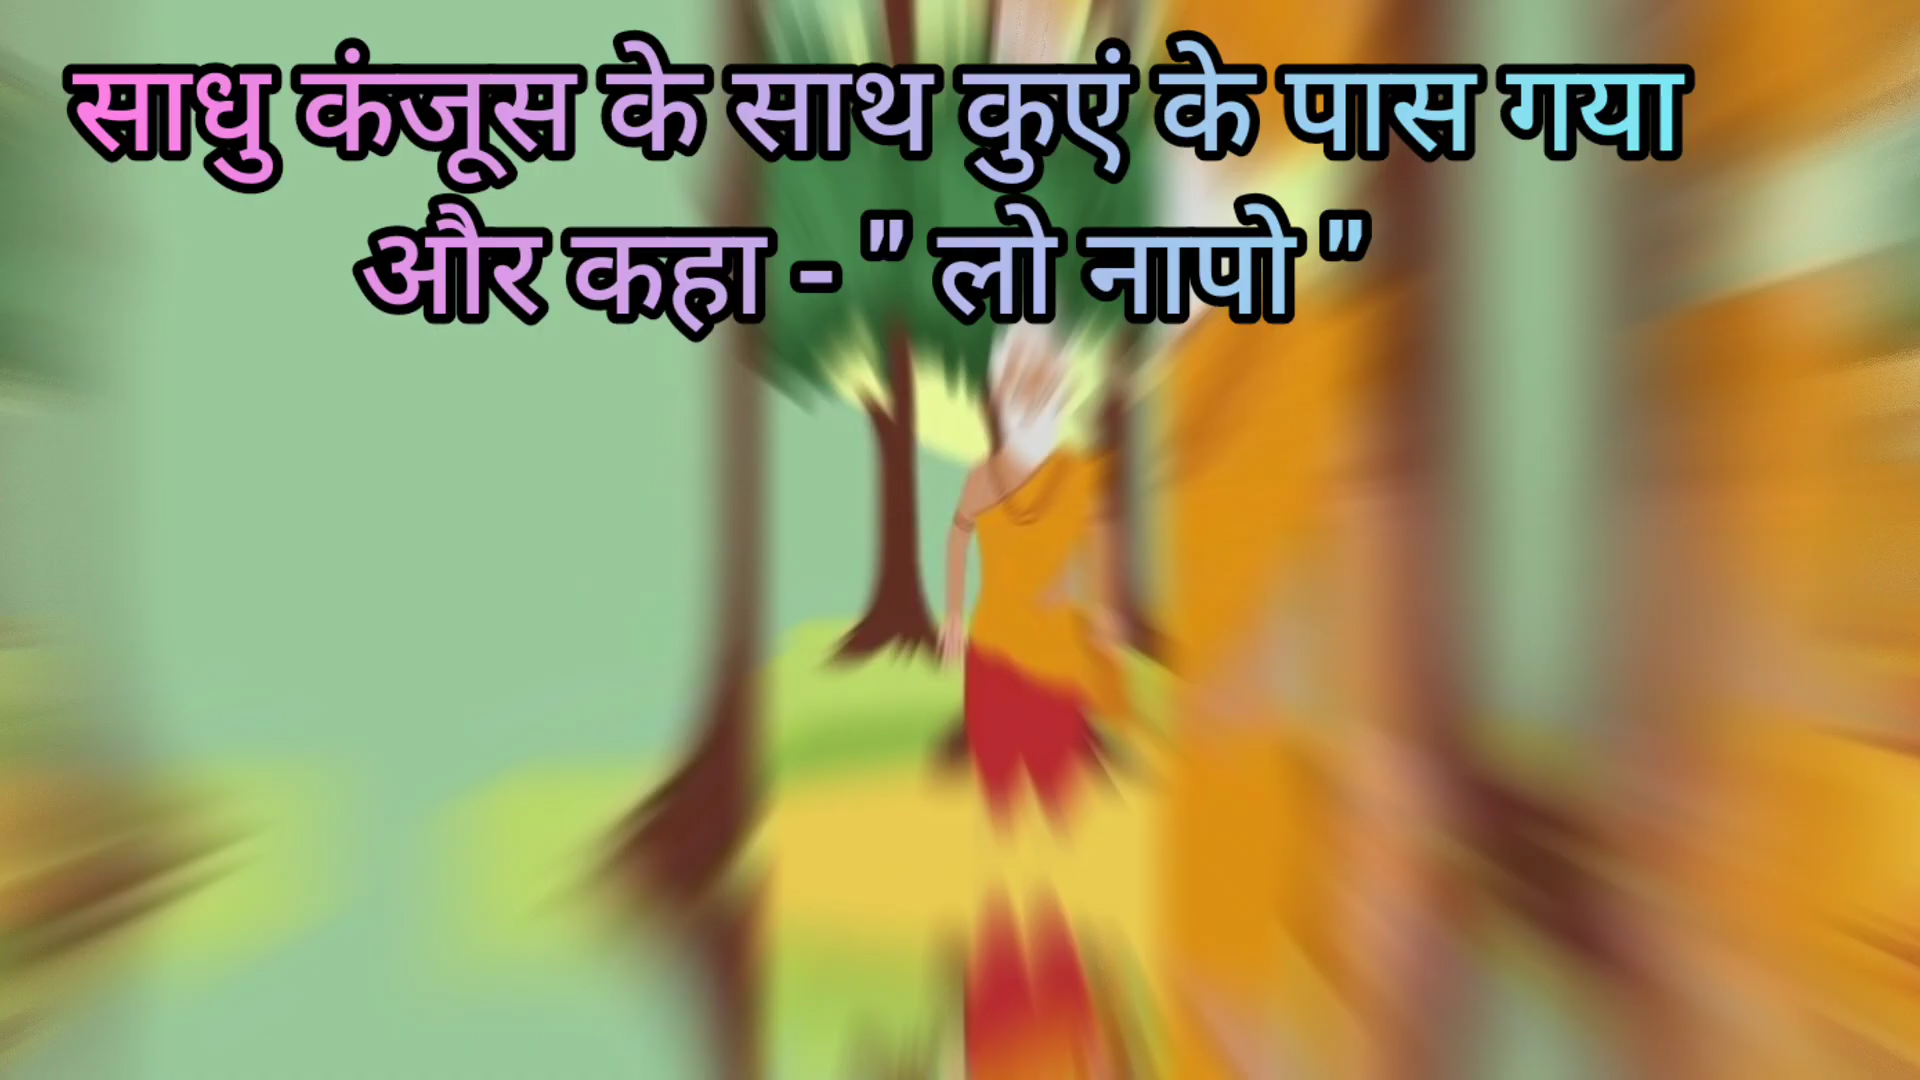 साधु कंजूस के साथ कुएं के पास गया
और कहा - " लो नापो "